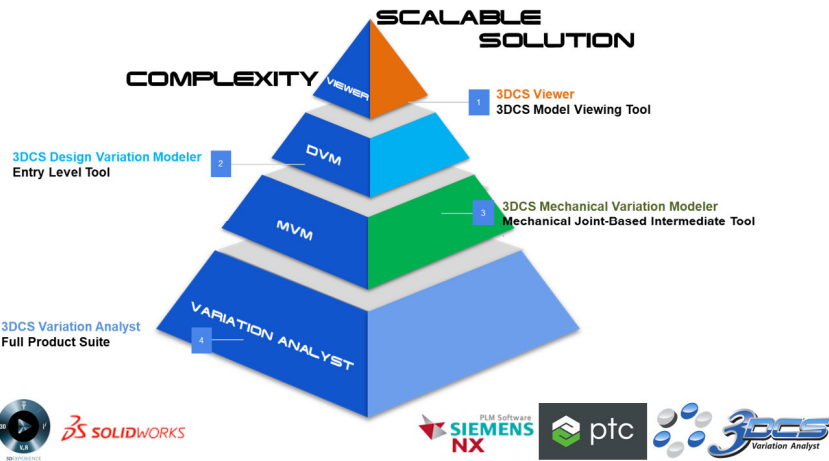 SCALABLE
SOLUTION
COMPLEXITY
VIEWER
1
3DCS Viewer
3DCS Model Viewing Tool
3DCS Design Variation Modeler
Entry Level Tool
2
DVM
3
3DCS Mechanical Variation Modeler
Mechanical Joint-Based Intermediate Tool
MVM
3DCS Variation Analyst
Full Product Suite
4
VARIATION ANALYST
3D
V.R
3DEXPERIENCE
SOLIDWORKS
PLM Software
SIEMENS
NX
ptc
3DCS
Variation Analyst